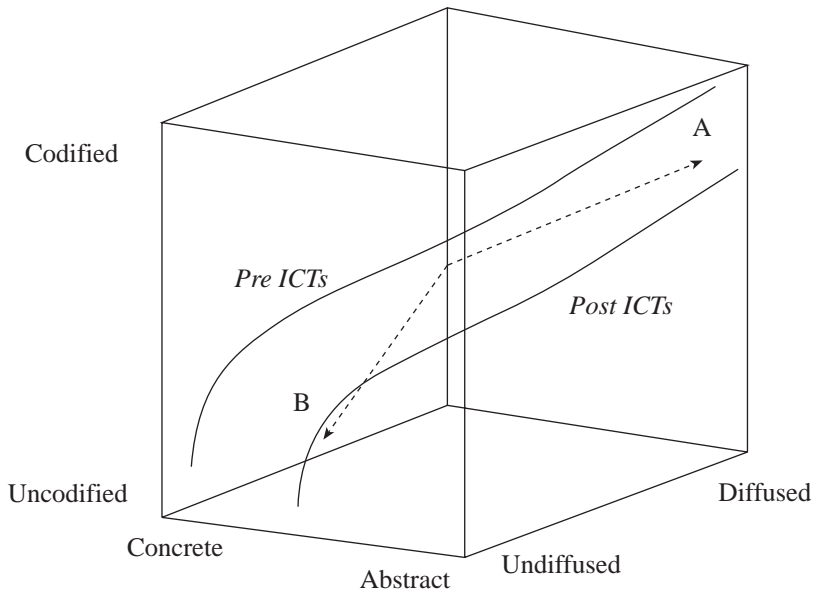 A
Codified
Pre ICTs
Post ICTs
B
Uncodified
Diffused
Concrete
Undiffused
Abstract